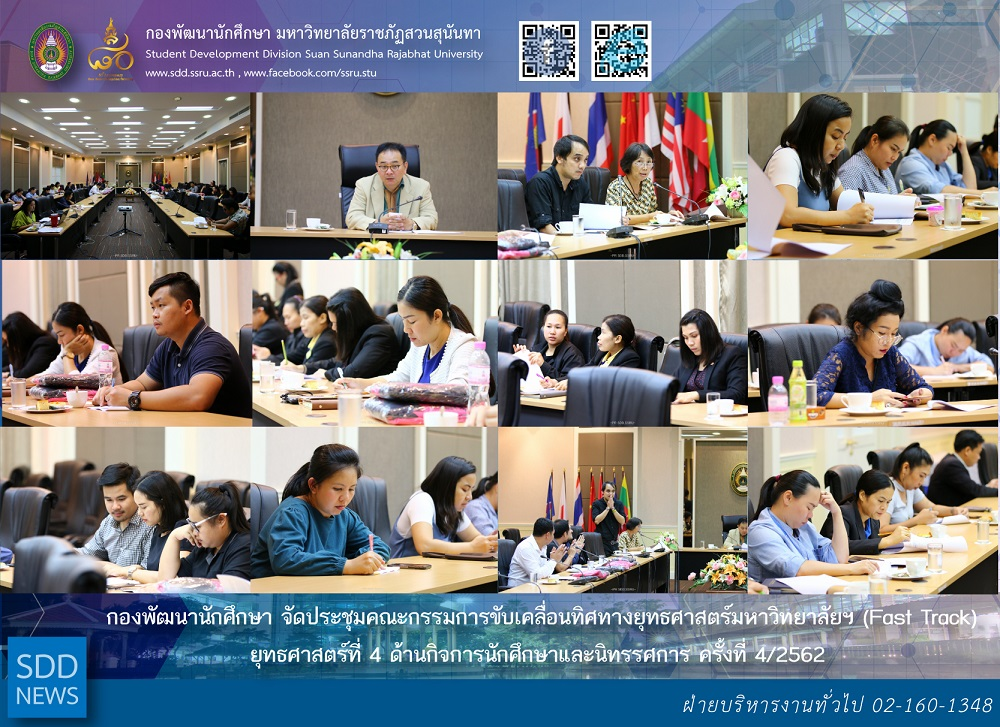 กองพัฒนานักศึกษา มหาวิทยาลัยราชภัฏสวนสุนันทา
Student Development Division Suan Sunandha Rajabhat University
www.sdd.ssru.ac.th , www.facebook.com/ssru.stu
กองพัฒนานักศึกษา จัดประชุมคณะกรรมการขับเคลื่อนทิศทางยุทธศาสตร์มหาวิทยาลัยฯ (Fast Track)
ยุทธศาสตร์ที่ 4 ด้านกิจการนักศึกษาและนิทรรศการ ครั้งที่ 4/2562
SDD
NEWS
ฝ่ายบริหารงานทั่วไป 02-160-1348